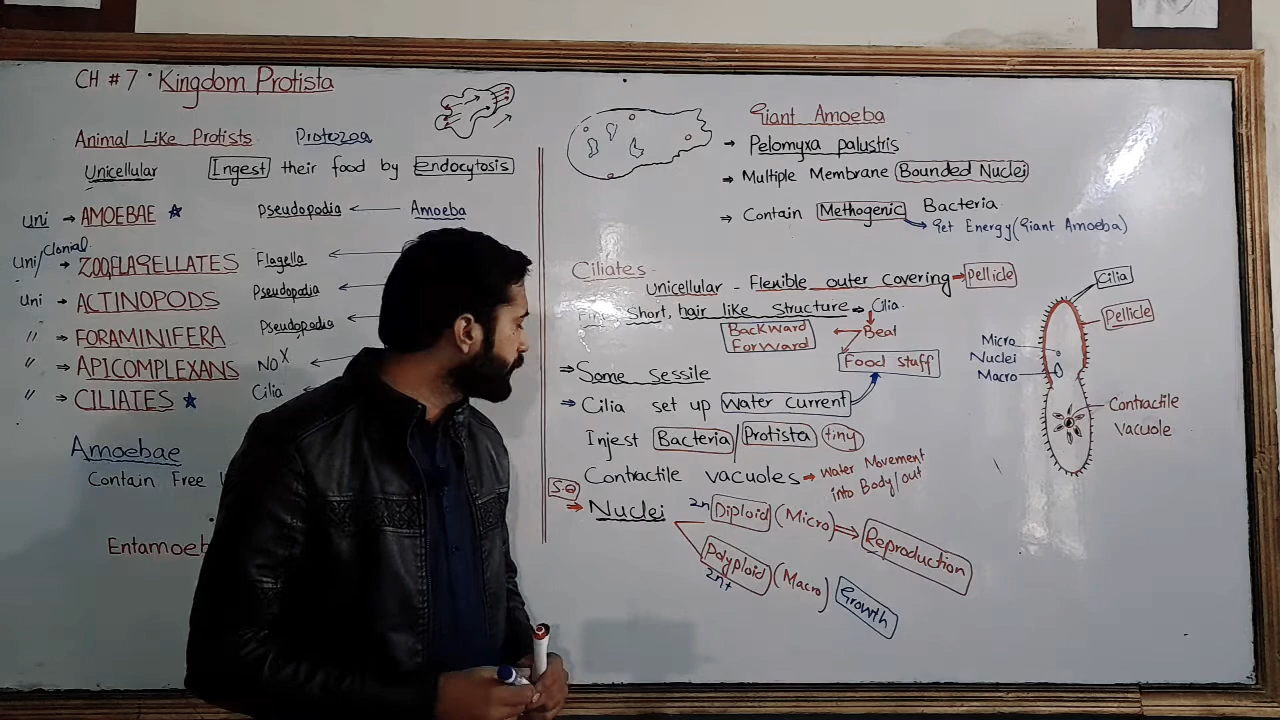 CH # 7 · Kingdom Protista
Animal Like Protists Protozoa
Unicellular Ingest their food by endocytosis
Uni → AMOEBAE ★ Pseudopodia ← Amoeba
Uni/Clonial → ZOOFLAGELLATES Flagella ←
Uni → ACTINOPODS Pseudopodia ←
" → FORAMINIFERA Pseudopodia ←
" → APICOMPLEXANS NO X ←
" → CILIATES ★ Cilia ←
Amoebae
Contain Free
Entamoeb
Giant Amoeba
→ Pelomyxa palustris
→ Multiple Membrane Bounded Nuclei
→ Contain Methogenic Bacteria
→ Get Energy (Giant Amoeba)
Ciliates -
Unicellular - Flexible outer covering → Pellicle
Short, hair like structure → Cilia
Backward Forward ← Beat
Food staff
⇒ Some sessile
⇒ Cilia set up Water current
Injest Bacteria / Protista tiny
Contractile vacuoles → Water Movement into Body/out
S.Q
→ Nuclei 2n Diploid (Micro) → Reproduction
Polyploid (Macro) Growth
2n+
Cilia
Pellicle
Micro
Nuclei
Macro
Contractile
Vacuole